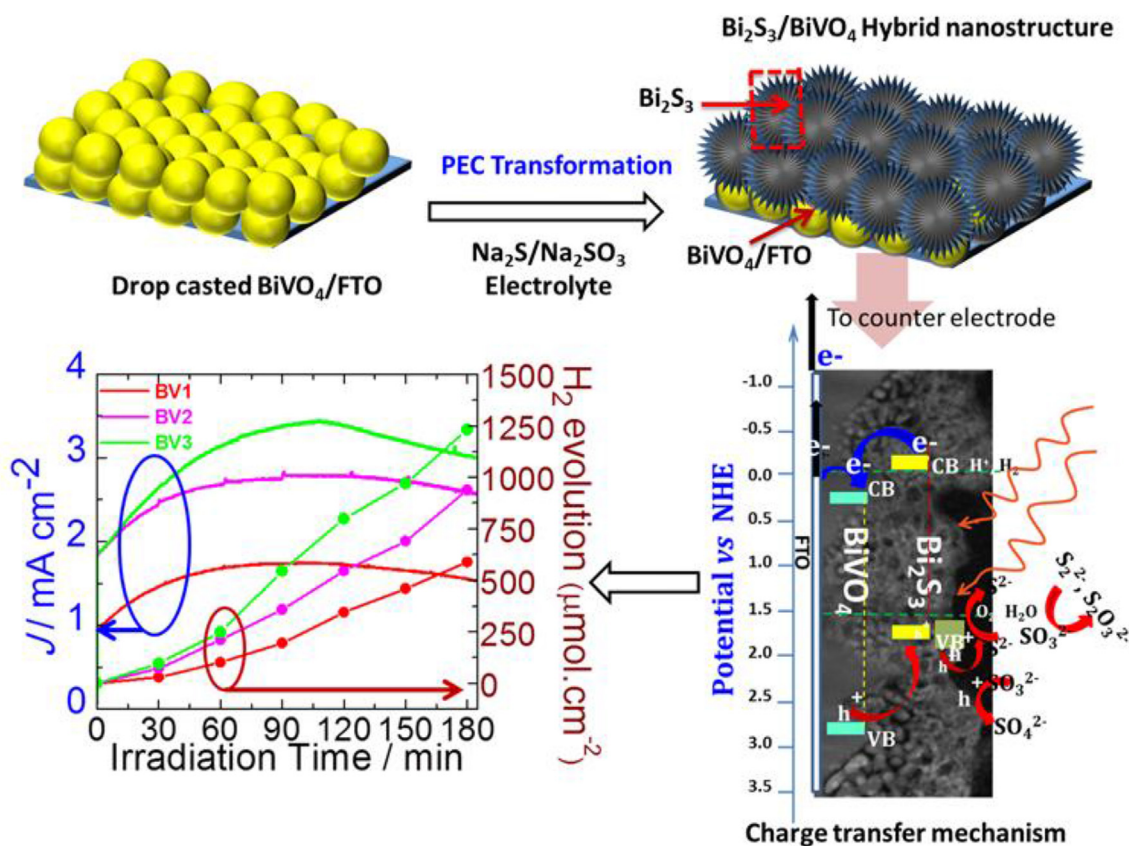 Bi₂S₃/BiVO₄ Hybrid nanostructure
Bi₂S₃
PEC Transformation
Na₂S/Na₂SO₃
Electrolyte
Drop casted BiVO₄/FTO
BiVO₄/FTO
To counter electrode
e-
4
3
2
1
0
J / mA cm-2
BV1
BV2
BV3
1500
1250
1000
750
500
250
0
H₂ evolution (μmol.cm⁻²)
0 30 60 90 120 150 180
Irradiation Time / min
Potential vs NHE
-1.0
-0.5
0.0
0.5
1.0
1.5
2.0
2.5
3.0
3.5
FTO
e-
e-
e-
CB H⁺ H₂
CB
BiVO₄
Bi₂S₃
S₂²⁻, S₂O₃²⁻
S²⁻
O₂ H₂O
S²⁻ SO₃²⁻
VB
h⁺
h⁺
SO₃²⁻
h⁺
SO₄²⁻
VB
Charge transfer mechanism